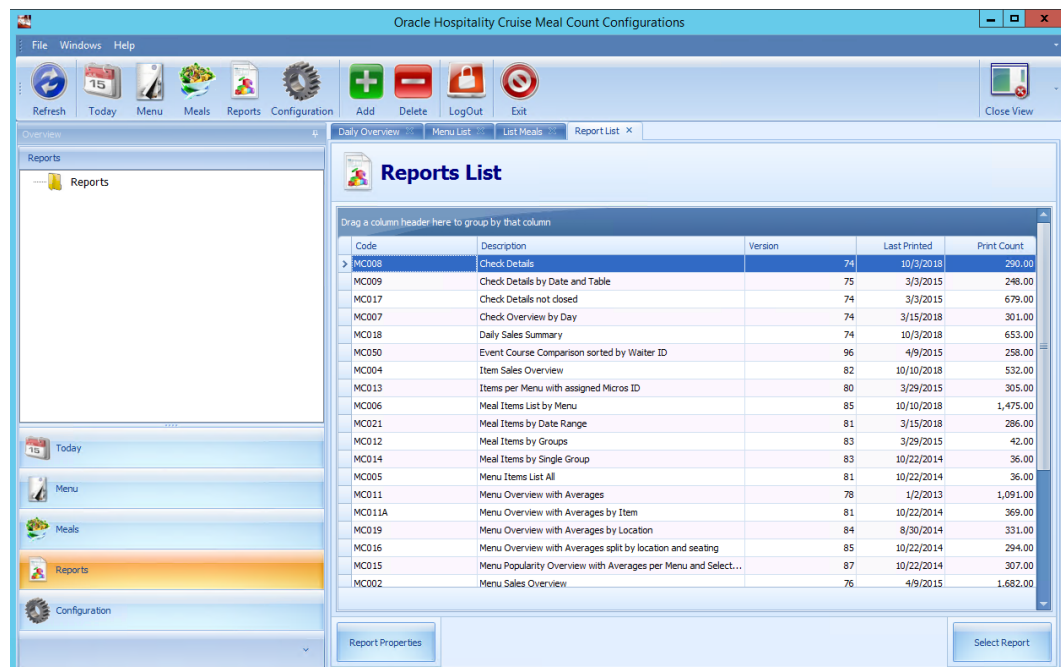 Oracle Hospitality Cruise Meal Count Configurations
File Windows Help
Refresh Today Menu Meals Reports Configuration Add Delete LogOut Exit Close View
Overview
Daily Overview Menu List List Meals Report List
Reports
Reports
Reports List
Drag a column header here to group by that column
Code Description Version Last Printed Print Count
MC008 Check Details 74 10/3/2018 290.00
MC009 Check Details by Date and Table 75 3/3/2015 248.00
MC017 Check Details not closed 74 3/3/2015 679.00
MC007 Check Overview by Day 74 3/15/2018 301.00
MC018 Daily Sales Summary 74 10/3/2018 653.00
MC050 Event Course Comparison sorted by Waiter ID 96 4/9/2015 258.00
MC004 Item Sales Overview 82 10/10/2018 532.00
MC013 Items per Menu with assigned Micros ID 80 3/29/2015 305.00
MC006 Meal Items List by Menu 85 10/10/2018 1,475.00
MC021 Meal Items by Date Range 81 3/15/2018 286.00
MC012 Meal Items by Groups 83 3/29/2015 42.00
MC014 Meal Items by Single Group 83 10/22/2014 36.00
MC005 Menu Items List All 81 10/22/2014 36.00
MC011 Menu Overview with Averages 78 1/2/2013 1,091.00
MC011A Menu Overview with Averages by Item 81 10/22/2014 369.00
MC019 Menu Overview with Averages by Location 84 8/30/2014 331.00
MC016 Menu Overview with Averages split by location and seating 85 10/22/2014 294.00
MC015 Menu Popularity Overview with Averages per Menu and Select... 87 10/22/2014 307.00
MC002 Menu Sales Overview 76 4/9/2015 1,682.00
15 Today
Menu
Meals
Reports
Configuration
Report Properties Select Report